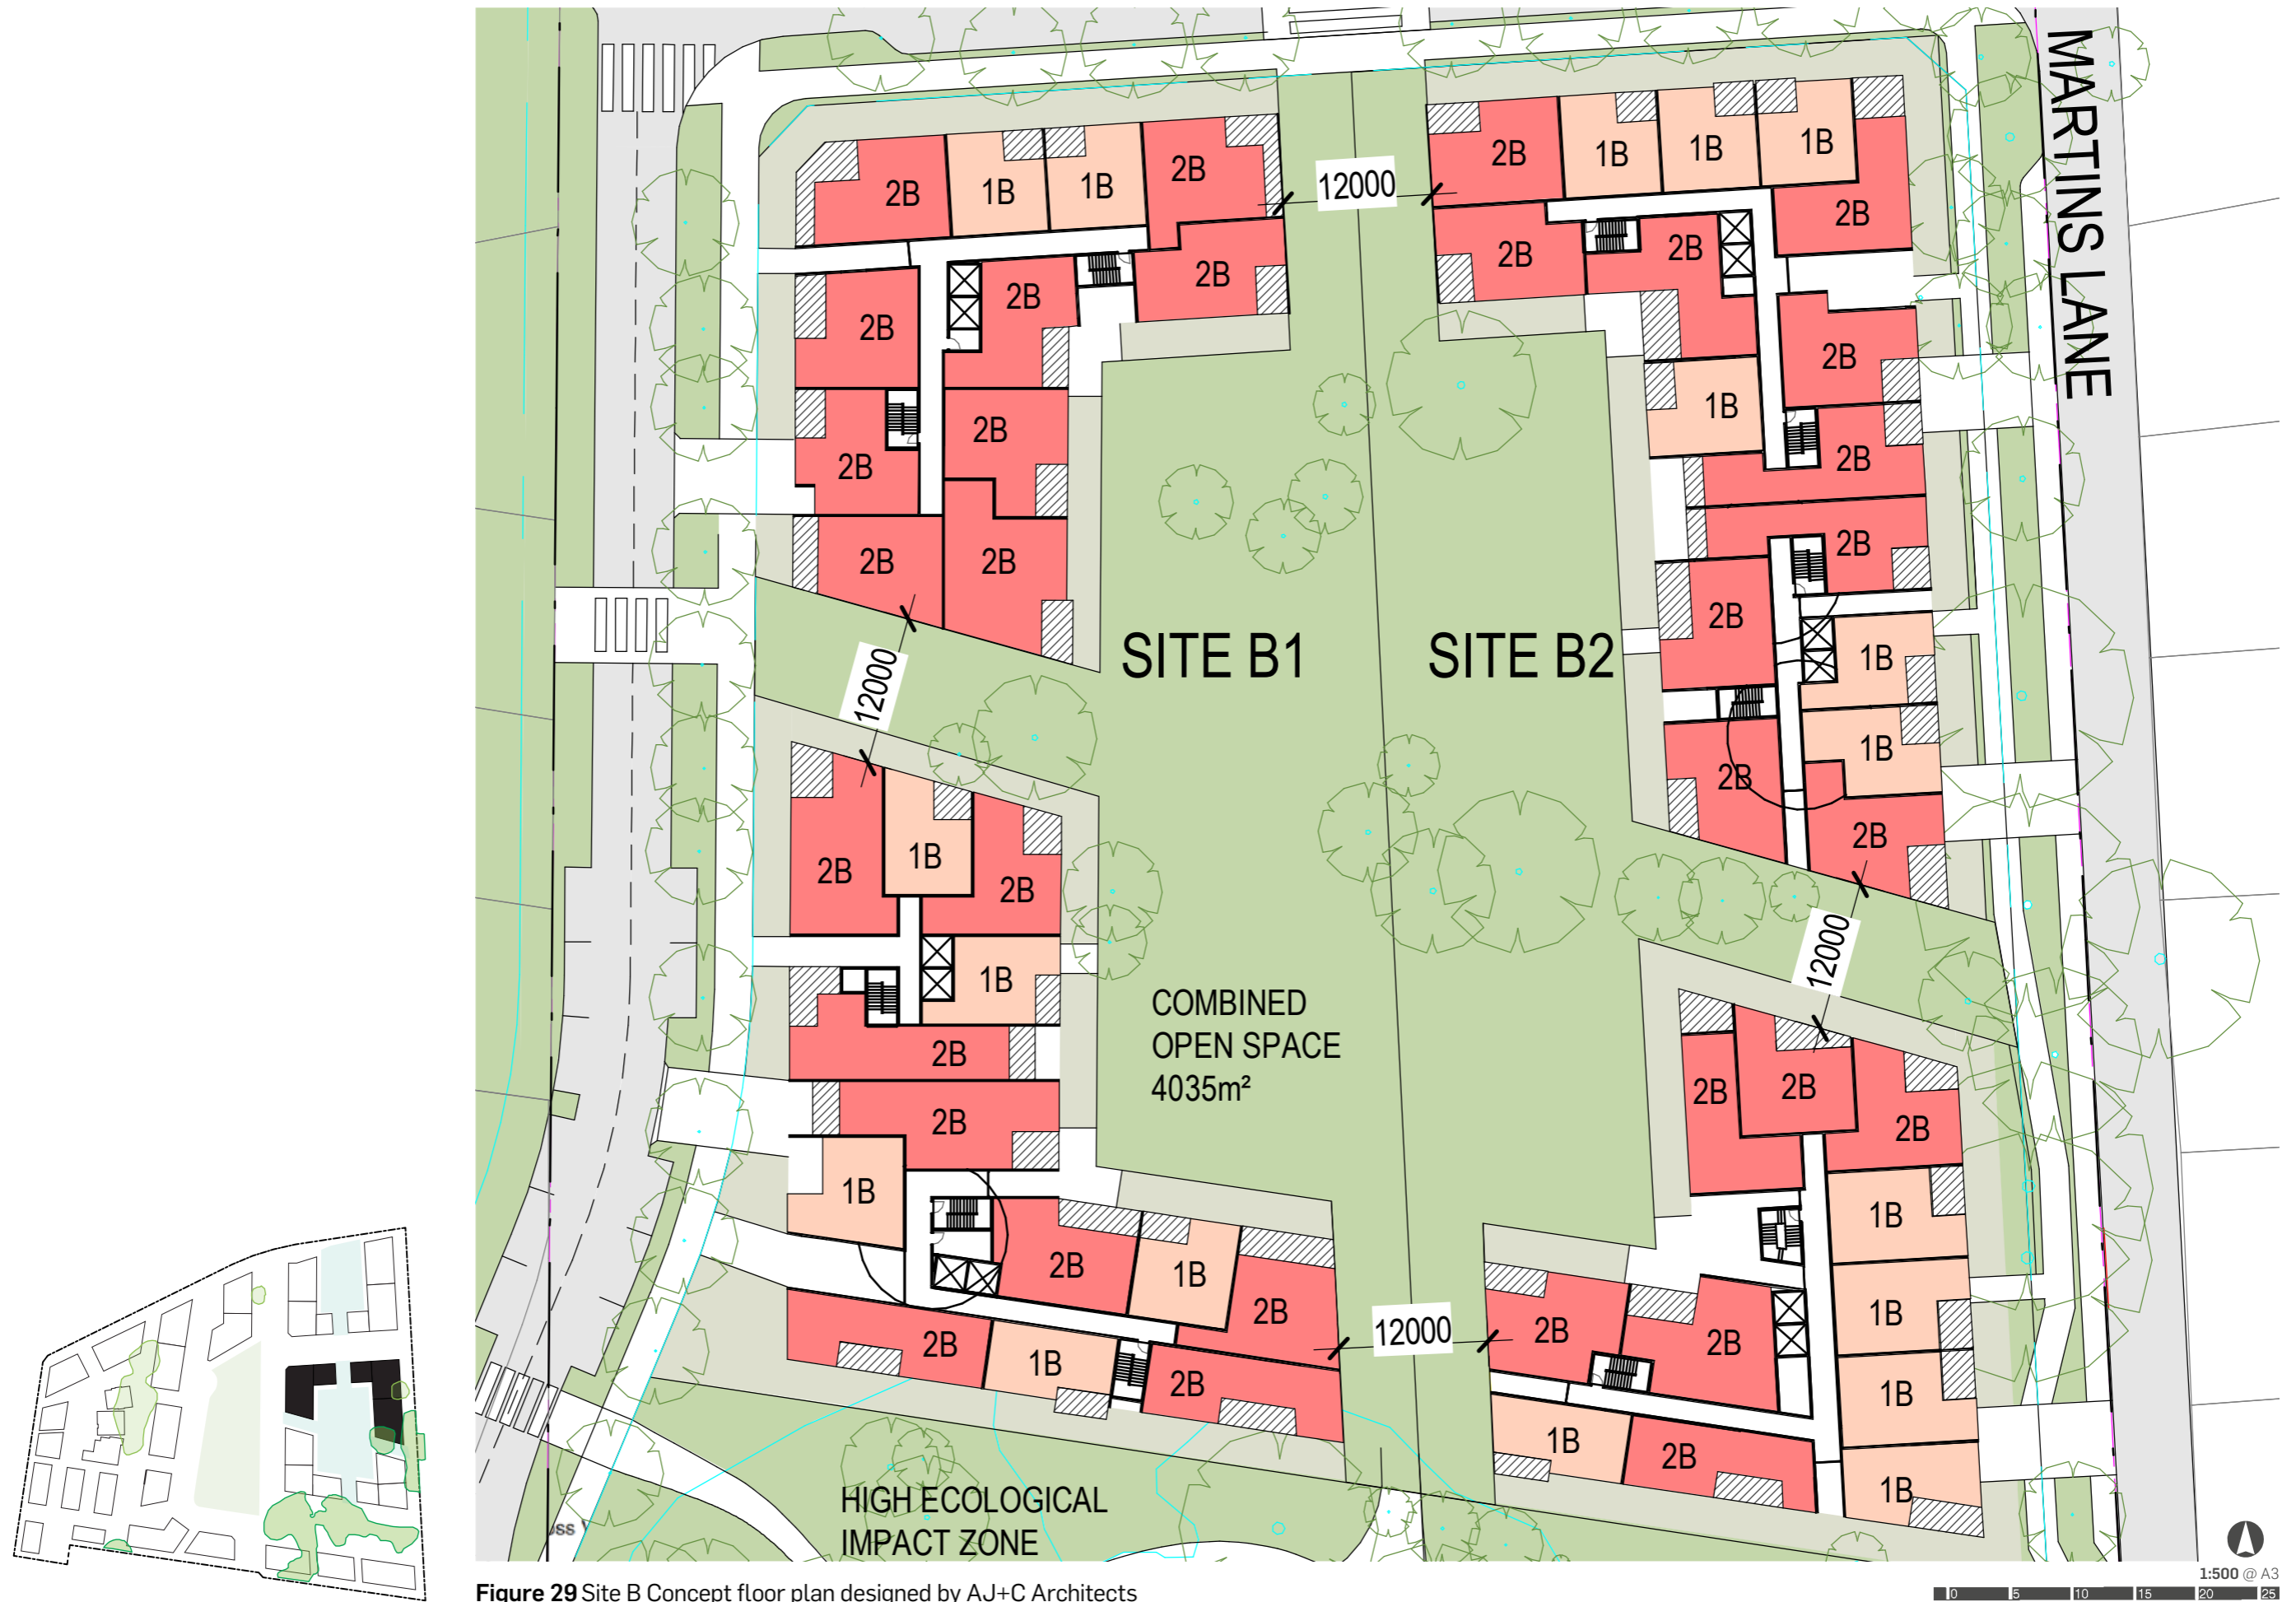 MARTINS LANE
2B 1B 1B 2B
12000
2B 1B 1B 1B
2B
2B
2B 2B
2B 2B
2B
2B
1B
2B
2B 2B
2B 2B
2B
SITE B1 SITE B2
2B
1B
12000
1B
2B
2B
2B 1B 2B
12000
1B
COMBINED
OPEN SPACE
4035m²
2B
2B
2B 2B
2B
1B
1B
2B 1B
2B
1B
12000
2B 2B
2B 1B
2B
1B
1B 2B
1B
HIGH ECOLOGICAL
IMPACT ZONE
Figure 29 Site B Concept floor plan designed by AJ+C Architects
1:500 @ A3
0 5 10 15 20 25